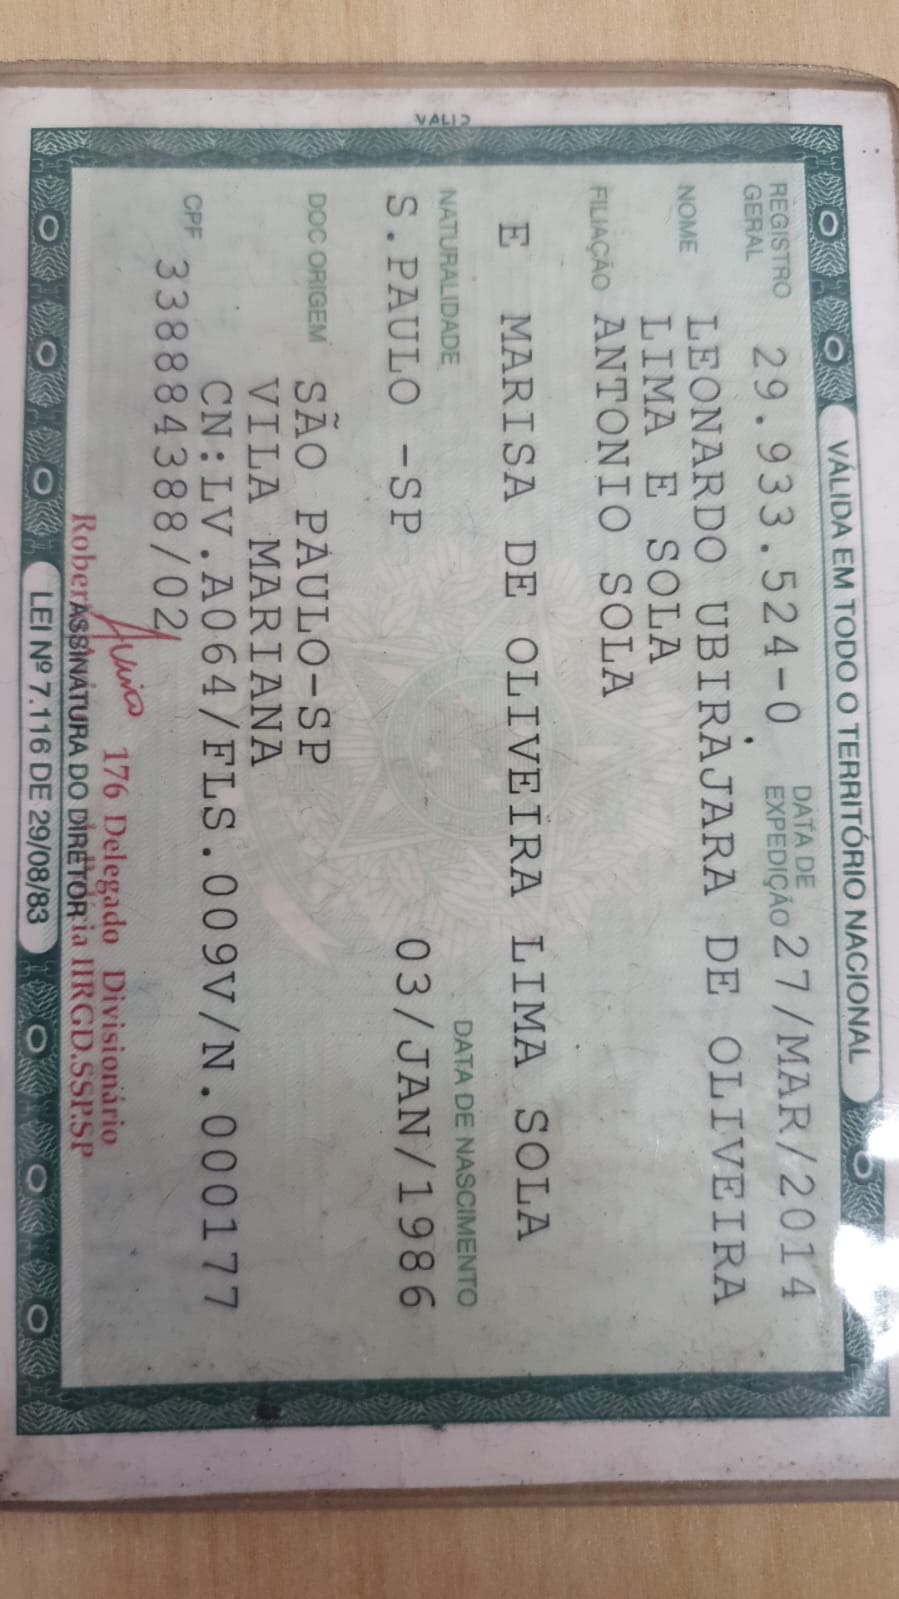 VÁLIDA EM TODO O TERRITÓRIO NACIONAL
REGISTRO GERAL 29.933.524-0 DATA DE EXPEDIÇÃO 27/MAR/2014
NOME LEONARDO UBIRAJARA DE OLIVEIRA
LIMA E SOLA
FILIAÇÃO ANTONIO SOLA
E MARISA DE OLIVEIRA LIMA SOLA
NATURALIDADE DATA DE NASCIMENTO
S.PAULO -SP 03/JAN/1986
DOC ORIGEM SÃO PAULO-SP
VILA MARIANA
CN:LV.A064/FLS.009V/N.000177
CPF 338884388/02
176 Delegado Divisionário
ASSINATURA DO DIRETOR IIRGD.SSP.SP
LEI Nº 7.116 DE 29/08/83